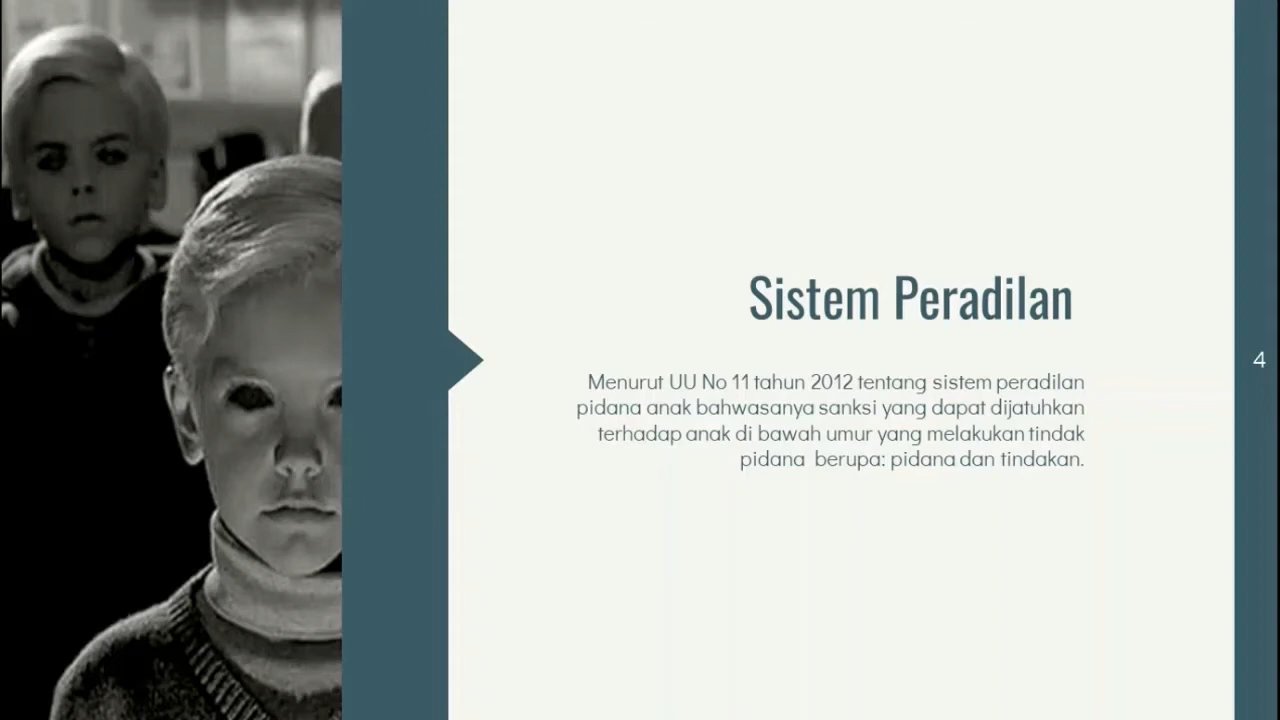 Sistem Peradilan
Menurut UU No 11 tahun 2012 tentang sistem peradilan
pidana anak bahwasanya sanksi yang dapat dijatuhkan
terhadap anak di bawah umur yang melakukan tindak
pidana berupa: pidana dan tindakan.
4